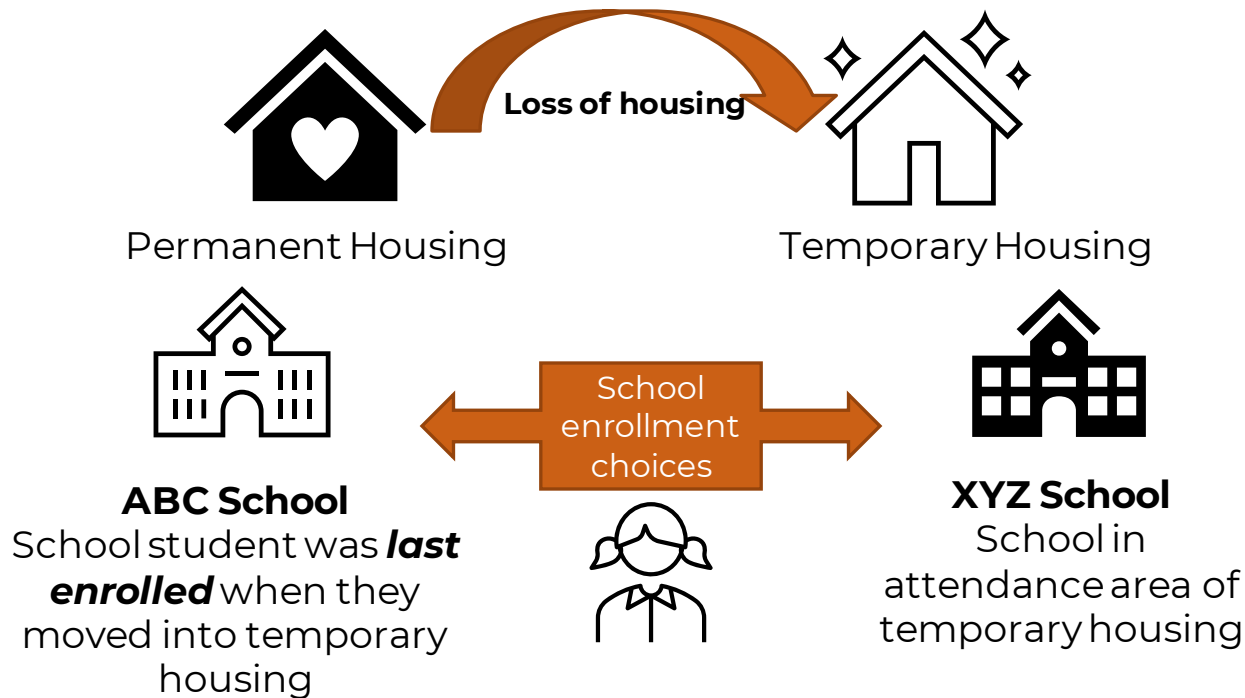 Loss of housing
Permanent Housing
Temporary Housing
School
enrollment
choices
ABC School
School student was last
enrolled when they
moved into temporary
housing
XYZ School
School in
attendance area of
temporary housing